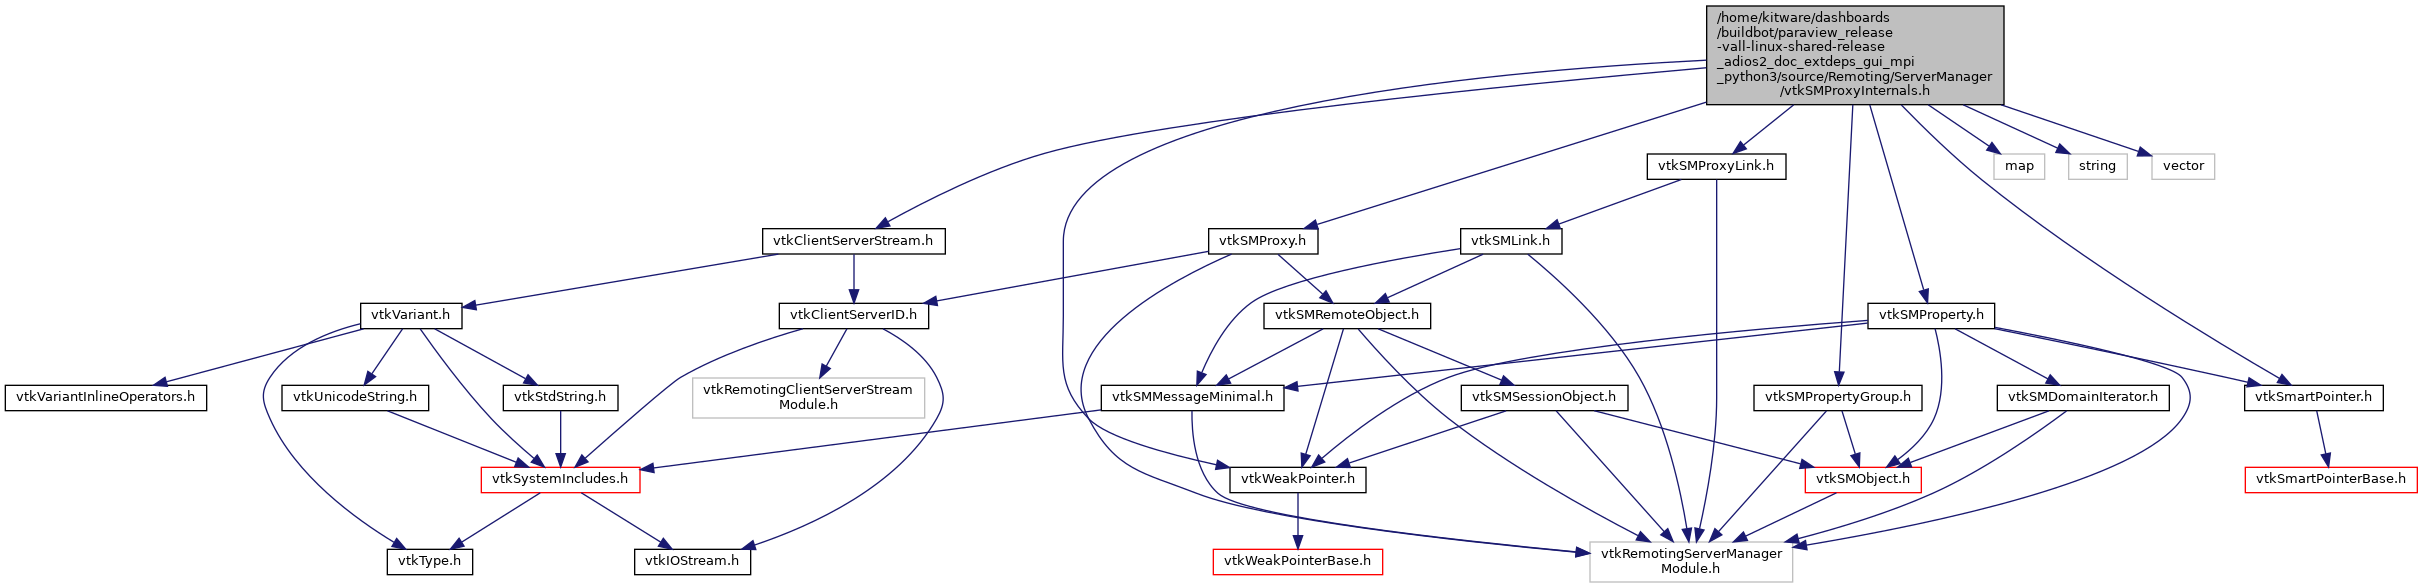 /home/kitware/dashboards
/buildbot/paraview_release
-vall-linux-shared-release
_adios2_doc_extdeps_gui_mpi
_python3/source/Remoting/ServerManager
/vtkSMProxyInternals.h
vtkSMProxyLink.h
map
string
vector
vtkClientServerStream.h
vtkSMProxy.h
vtkSMLink.h
vtkVariant.h
vtkClientServerID.h
vtkSMRemoteObject.h
vtkSMProperty.h
vtkVariantInlineOperators.h
vtkUnicodeString.h
vtkStdString.h
vtkRemotingClientServerStream
Module.h
vtkSMMessageMinimal.h
vtkSMSessionObject.h
vtkSMPropertyGroup.h
vtkSMDomainIterator.h
vtkSmartPointer.h
vtkSystemIncludes.h
vtkWeakPointer.h
vtkSMObject.h
vtkSmartPointerBase.h
vtkType.h
vtkIOStream.h
vtkWeakPointerBase.h
vtkRemotingServerManager
Module.h